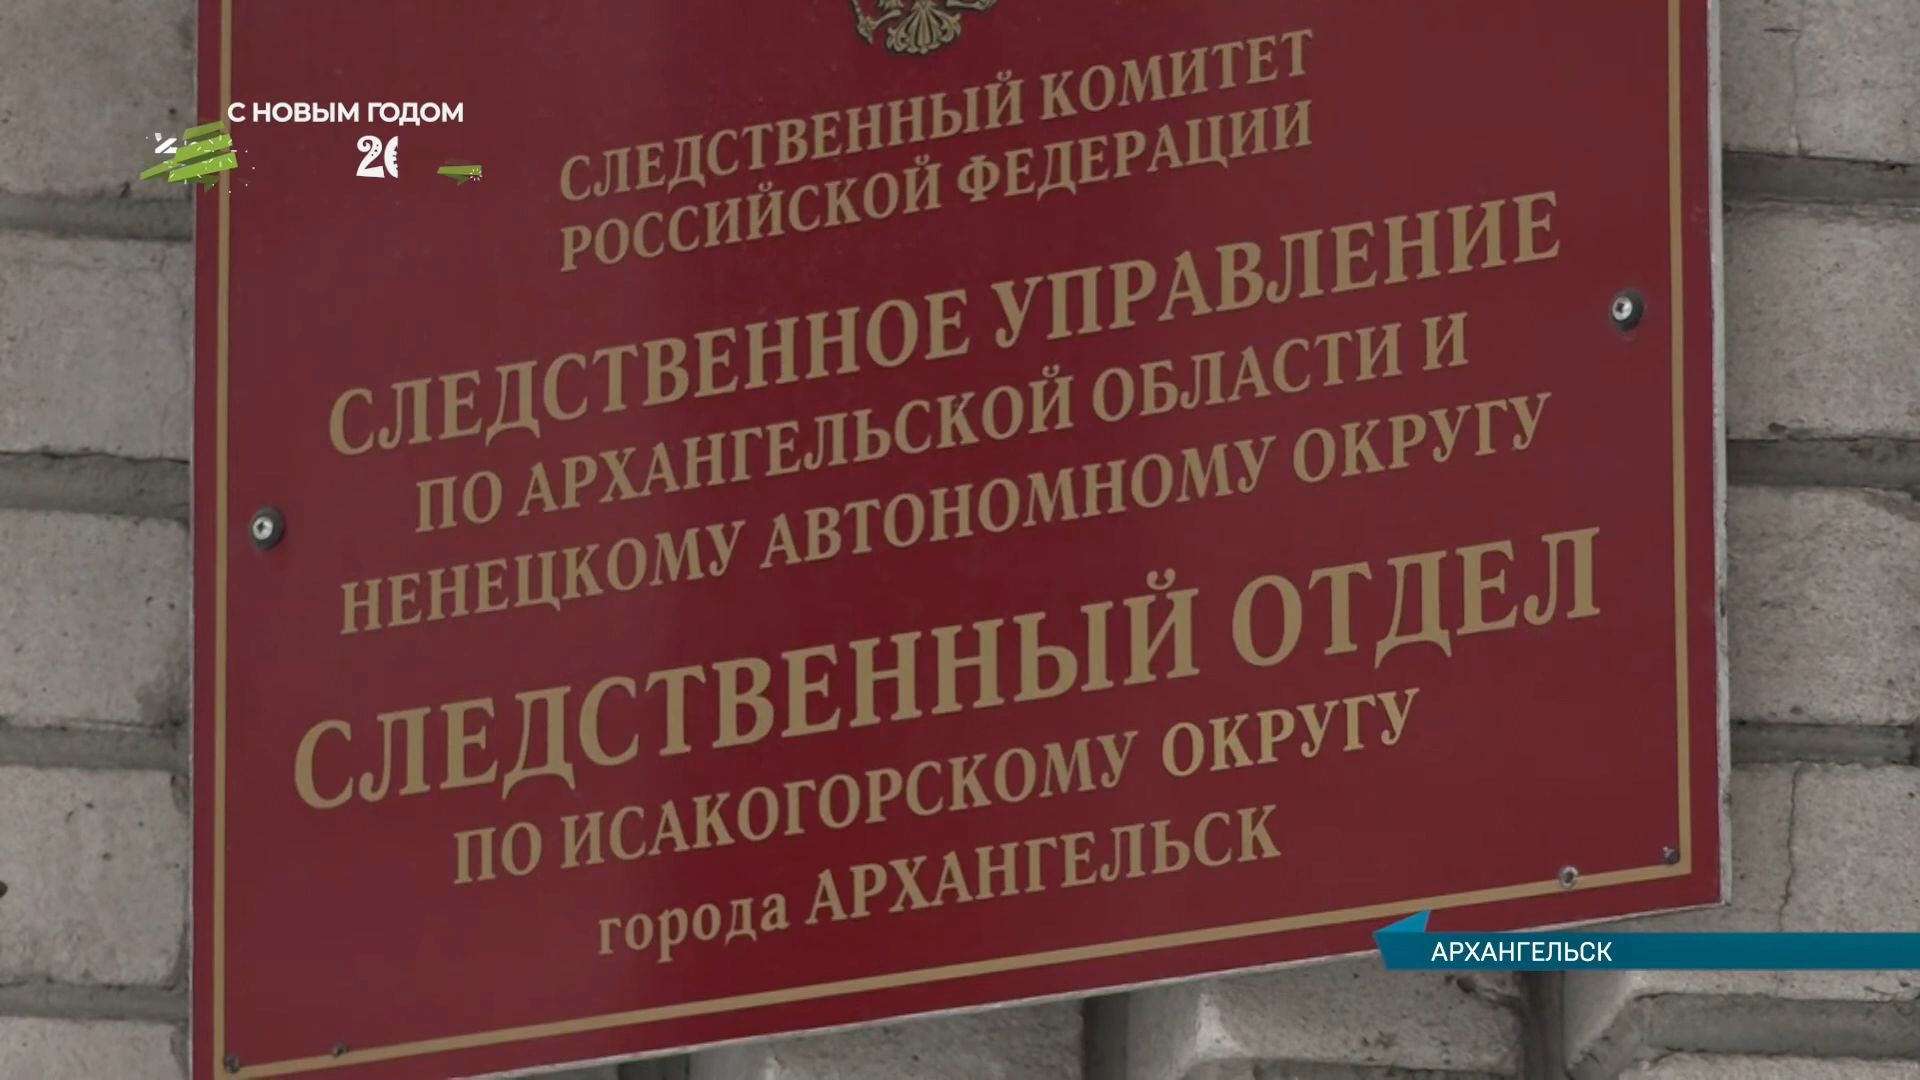 С НОВЫМ ГОДОМ
СЛЕДСТВЕННЫЙ КОМИТЕТ
РОССИЙСКОЙ ФЕДЕРАЦИИ
СЛЕДСТВЕННОЕ УПРАВЛЕНИЕ
ПО АРХАНГЕЛЬСКОЙ ОБЛАСТИ И
НЕНЕЦКОМУ АВТОНОМНОМУ ОКРУГУ
СЛЕДСТВЕННЫЙ ОТДЕЛ
ПО ИСАКОГОРСКОМУ ОКРУГУ
города АРХАНГЕЛЬСК
АРХАНГЕЛЬСК